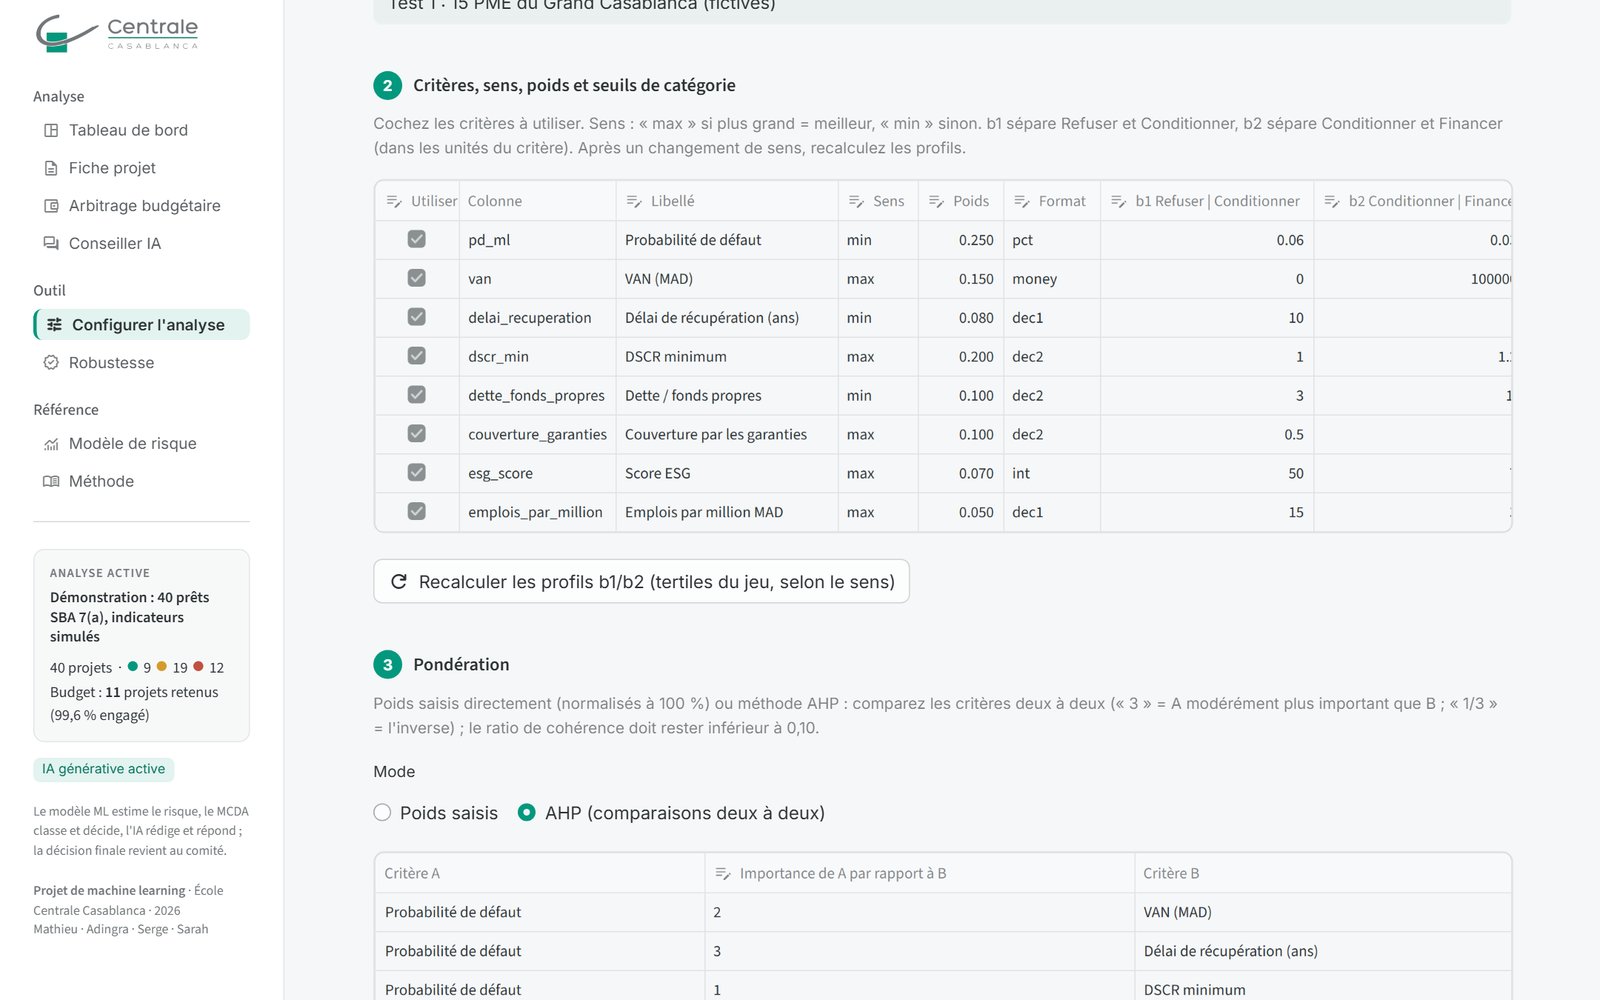 Centrale
CASABLANCA
Analyse
Tableau de bord
Fiche projet
Arbitrage budgétaire
Conseiller IA
Outil
Configurer l'analyse
Robustesse
Référence
Modèle de risque
Méthode
ANALYSE ACTIVE
Démonstration : 40 prêts
SBA 7(a), indicateurs
simulés
40 projets · 9 19 12
Budget : 11 projets retenus
(99,6 % engagé)
IA générative active
Le modèle ML estime le risque, le MCDA
classe et décide, l'IA rédige et répond ;
la décision finale revient au comité.
Projet de machine learning · École
Centrale Casablanca · 2026
Mathieu · Adingra · Serge · Sarah
Test 1 : 15 PME du Grand Casablanca (fictives)
2 Critères, sens, poids et seuils de catégorie
Cochez les critères à utiliser. Sens : « max » si plus grand = meilleur, « min » sinon. b1 sépare Refuser et Conditionner, b2 sépare Conditionner et Financer
(dans les unités du critère). Après un changement de sens, recalculez les profils.
Utiliser Colonne Libellé Sens Poids Format b1 Refuser | Conditionner b2 Conditionner | Finance
pd_ml Probabilité de défaut min 0.250 pct 0.06 0.0
van VAN (MAD) max 0.150 money 0 10000
delai_recuperation Délai de récupération (ans) min 0.080 dec1 10
dscr_min DSCR minimum max 0.200 dec2 1 1.
dette_fonds_propres Dette / fonds propres min 0.100 dec2 3 1
couverture_garanties Couverture par les garanties max 0.100 dec2 0.5
esg_score Score ESG max 0.070 int 50
emplois_par_million Emplois par million MAD max 0.050 dec1 15
Recalculer les profils b1/b2 (tertiles du jeu, selon le sens)
3 Pondération
Poids saisis directement (normalisés à 100 %) ou méthode AHP : comparez les critères deux à deux (« 3 » = A modérément plus important que B ; « 1/3 »
= l'inverse) ; le ratio de cohérence doit rester inférieur à 0,10.
Mode
Poids saisis AHP (comparaisons deux à deux)
Critère A Importance de A par rapport à B Critère B
Probabilité de défaut 2 VAN (MAD)
Probabilité de défaut 3 Délai de récupération (ans)
Probabilité de défaut 1 DSCR minimum